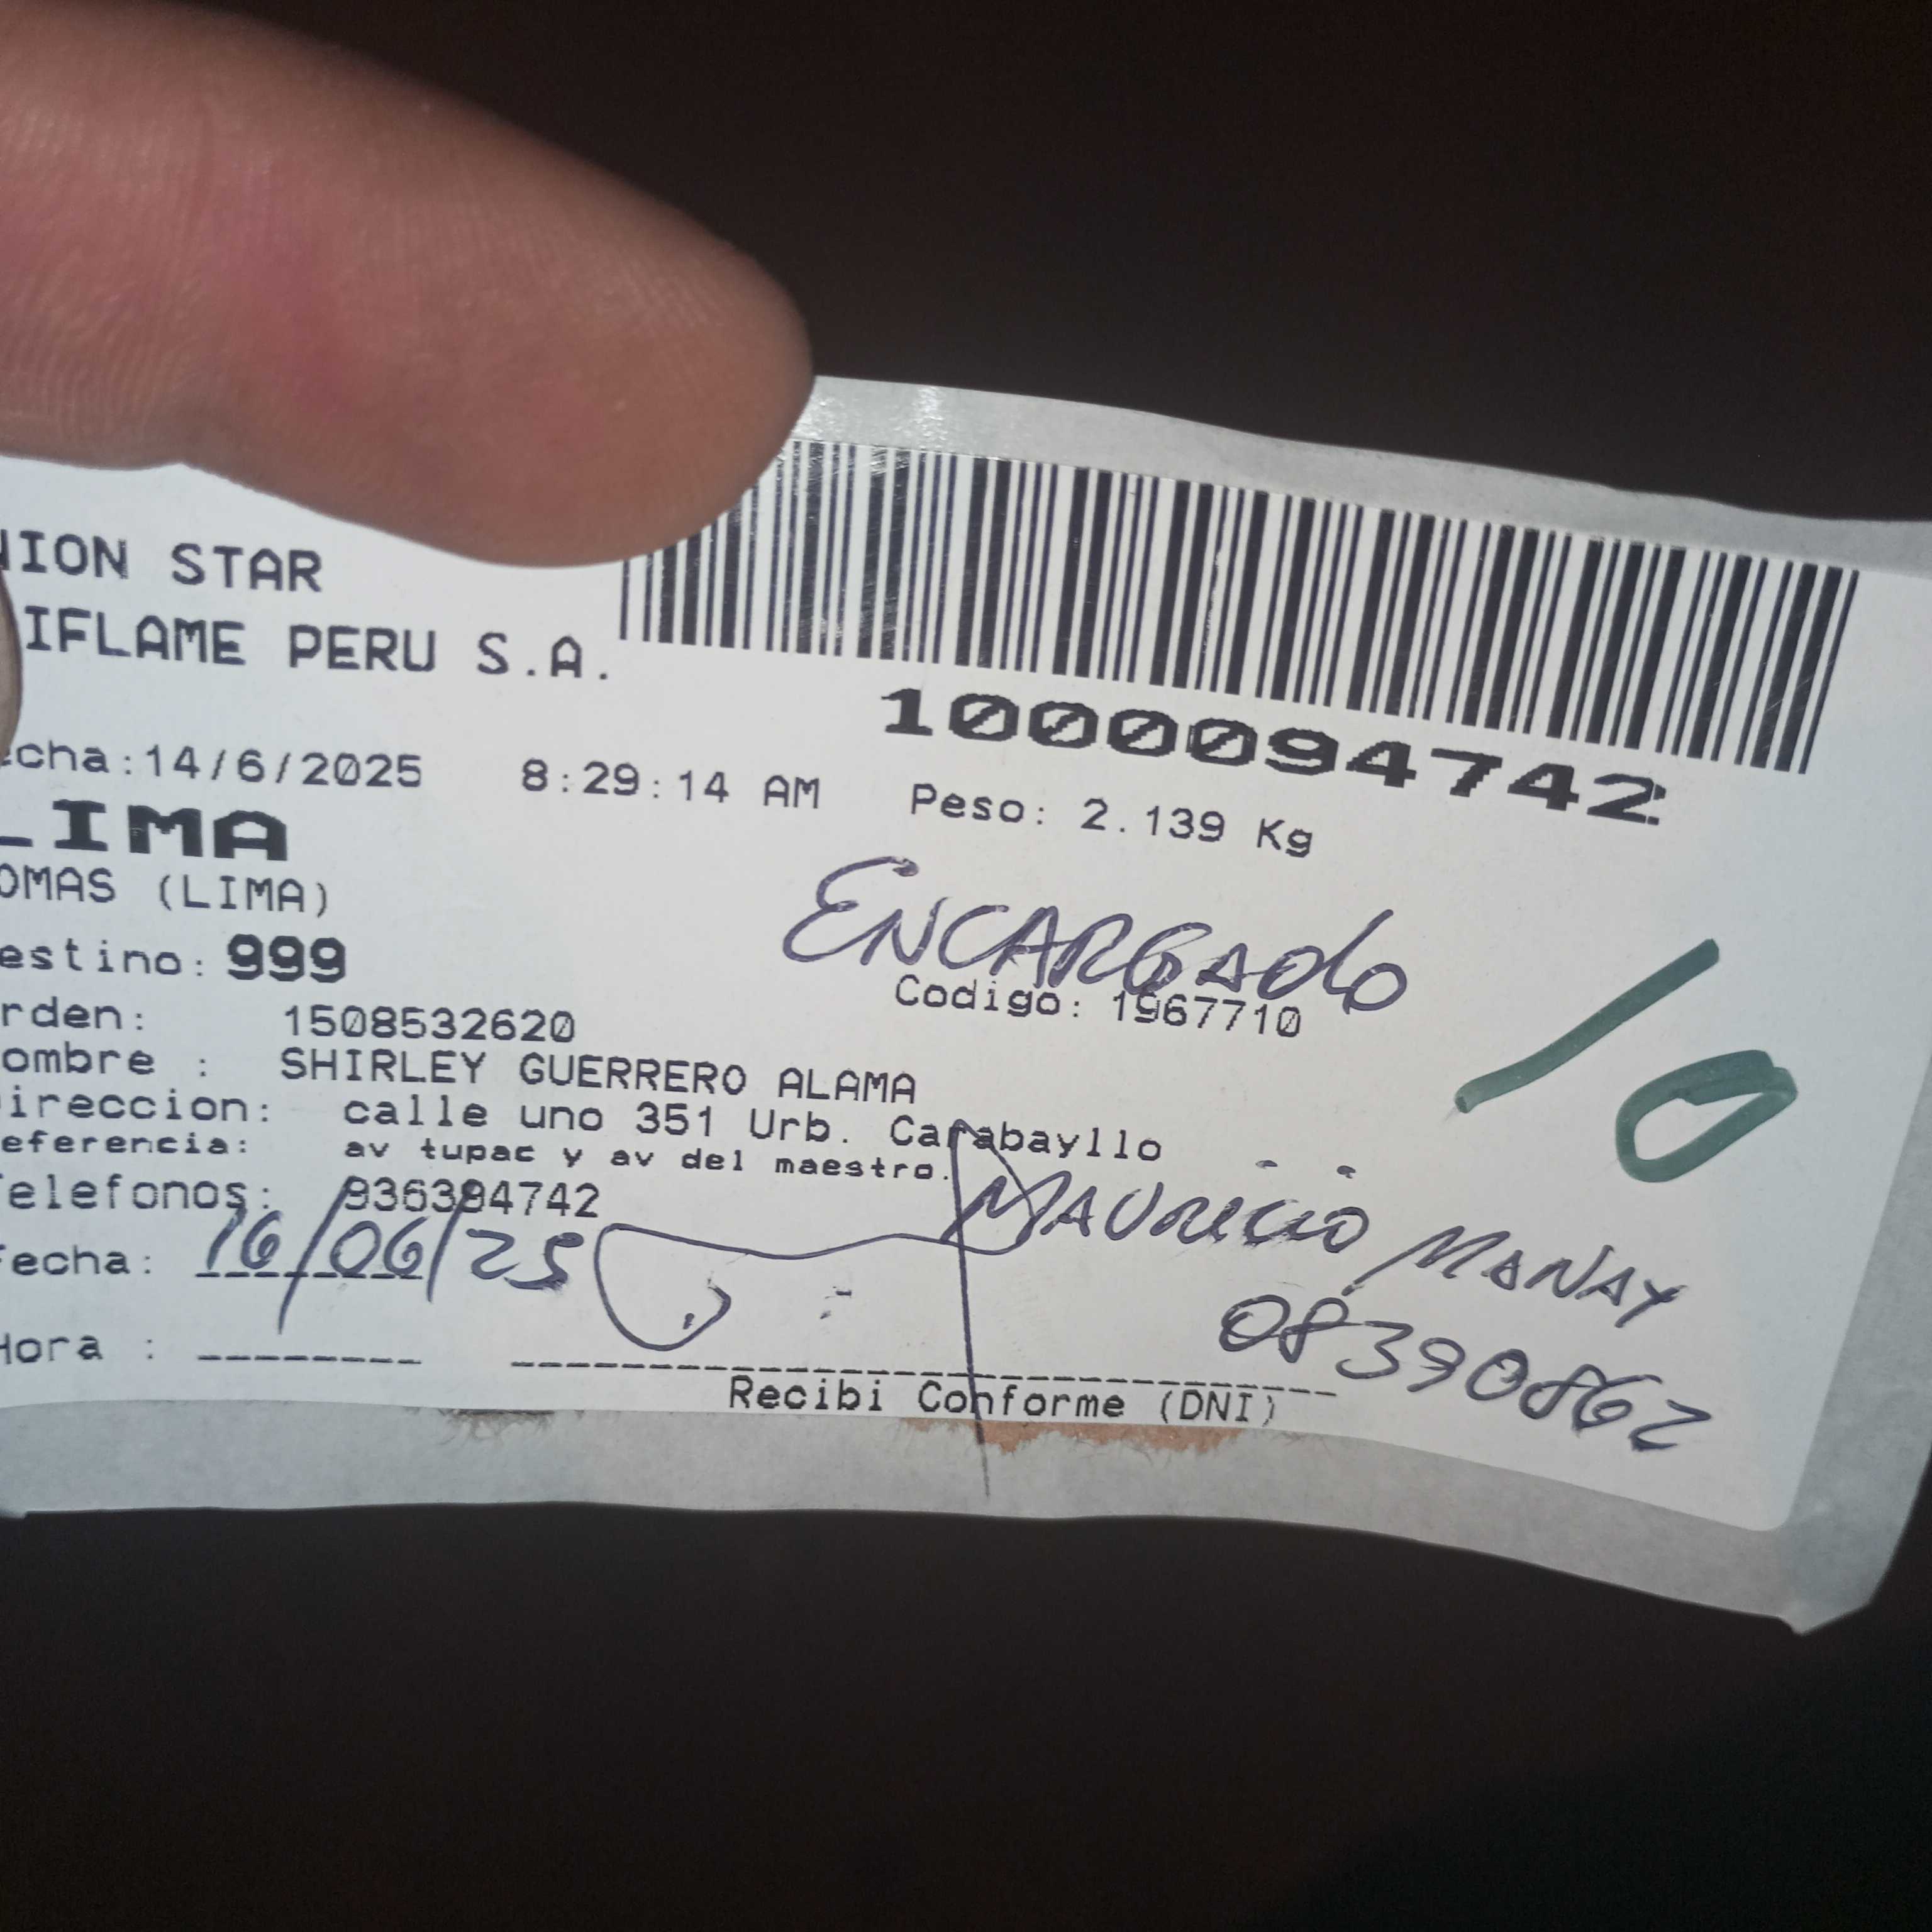 NION STAR
IFLAME PERU S.A.
1000094742
echa:14/6/2025 8:29:14 AM Peso: 2.139 Kg
LIMA
OMAS (LIMA)
ENCARGADO
estino: 999
Codigo: 1967710
10
rden: 1508532620
ombre : SHIRLEY GUERRERO ALAMA
ireccion: calle uno 351 Urb. Carabayllo
eferencia: av tupac y av del maestro.
elefonos: 936394742
MAURICIO MANAY
echa: 16/06/25
08390862
Hora :
Recibi Conforme (DNI)